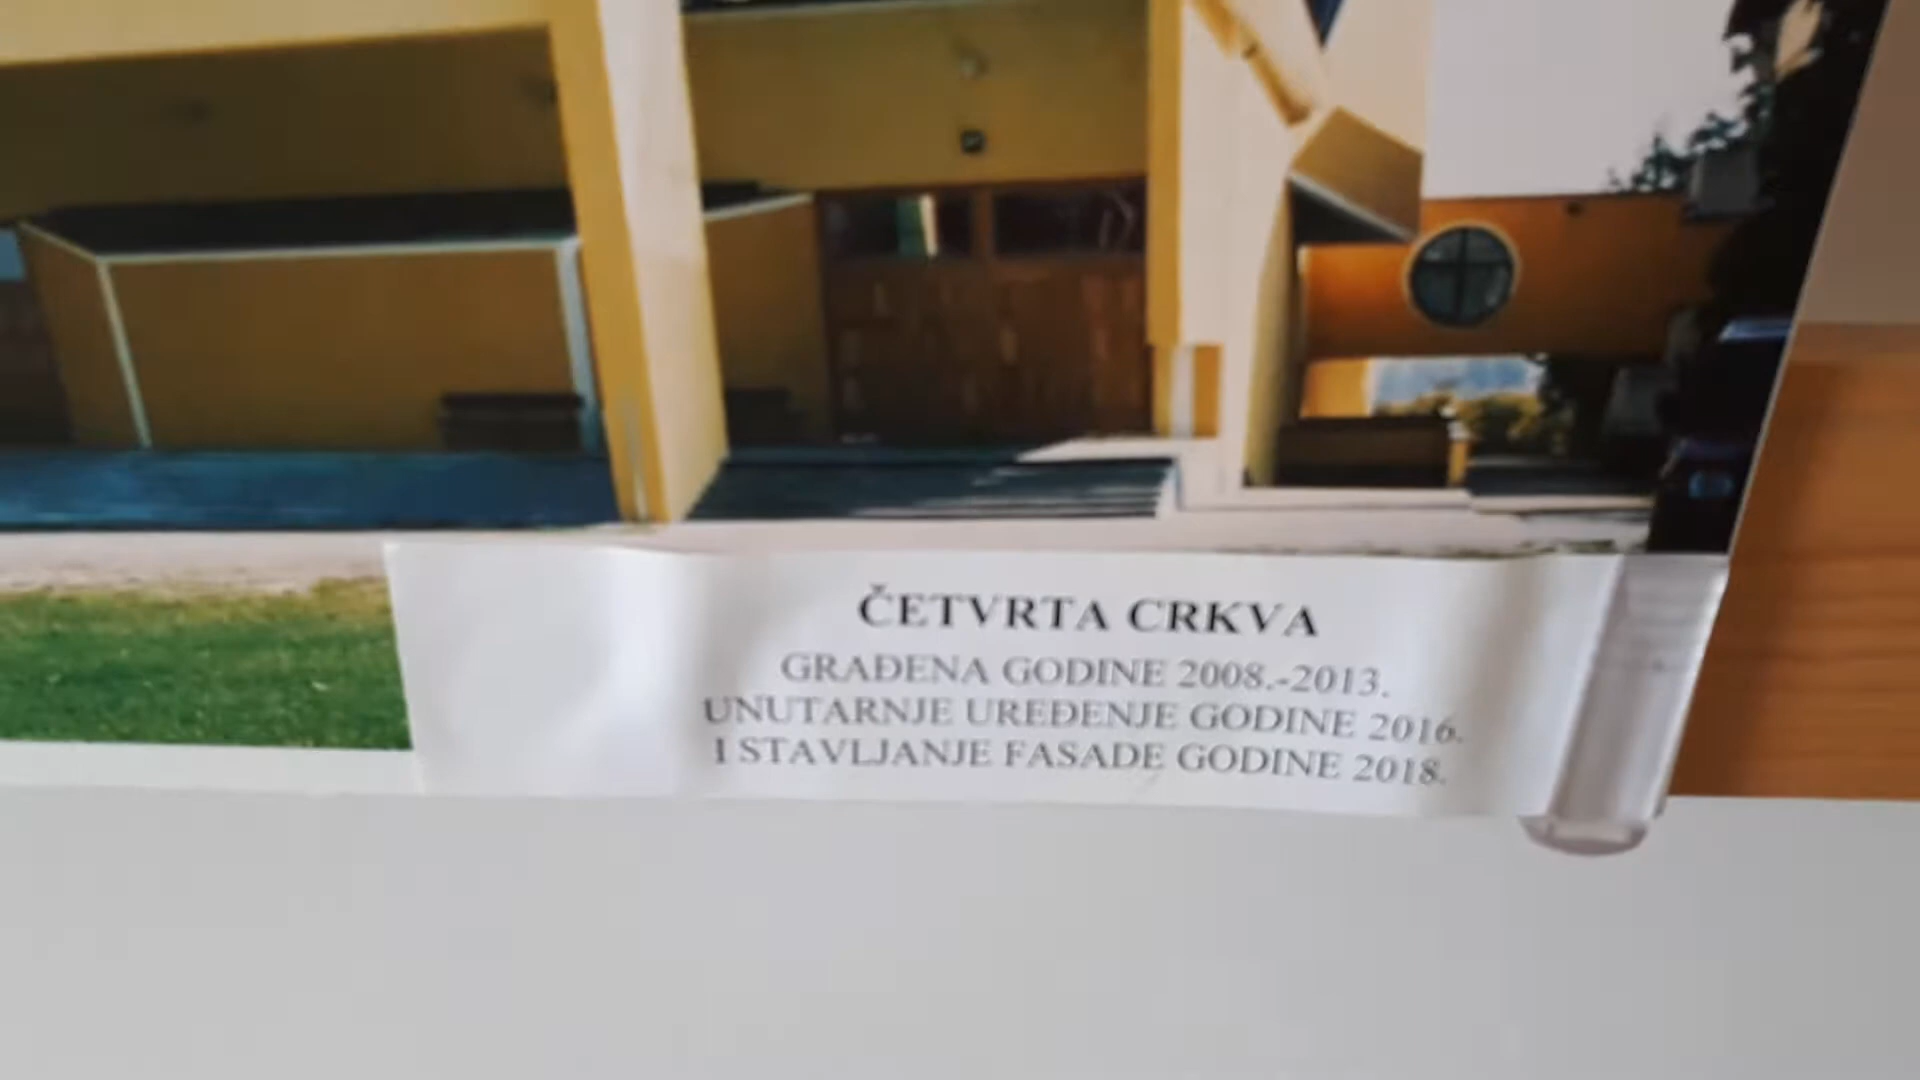 ČETVRTA CRKVA
GRAĐENA GODINE 2008.-2013.
UNUTARNJE UREĐENJE GODINE 2016.
I STAVLJANJE FASADE GODINE 2018.